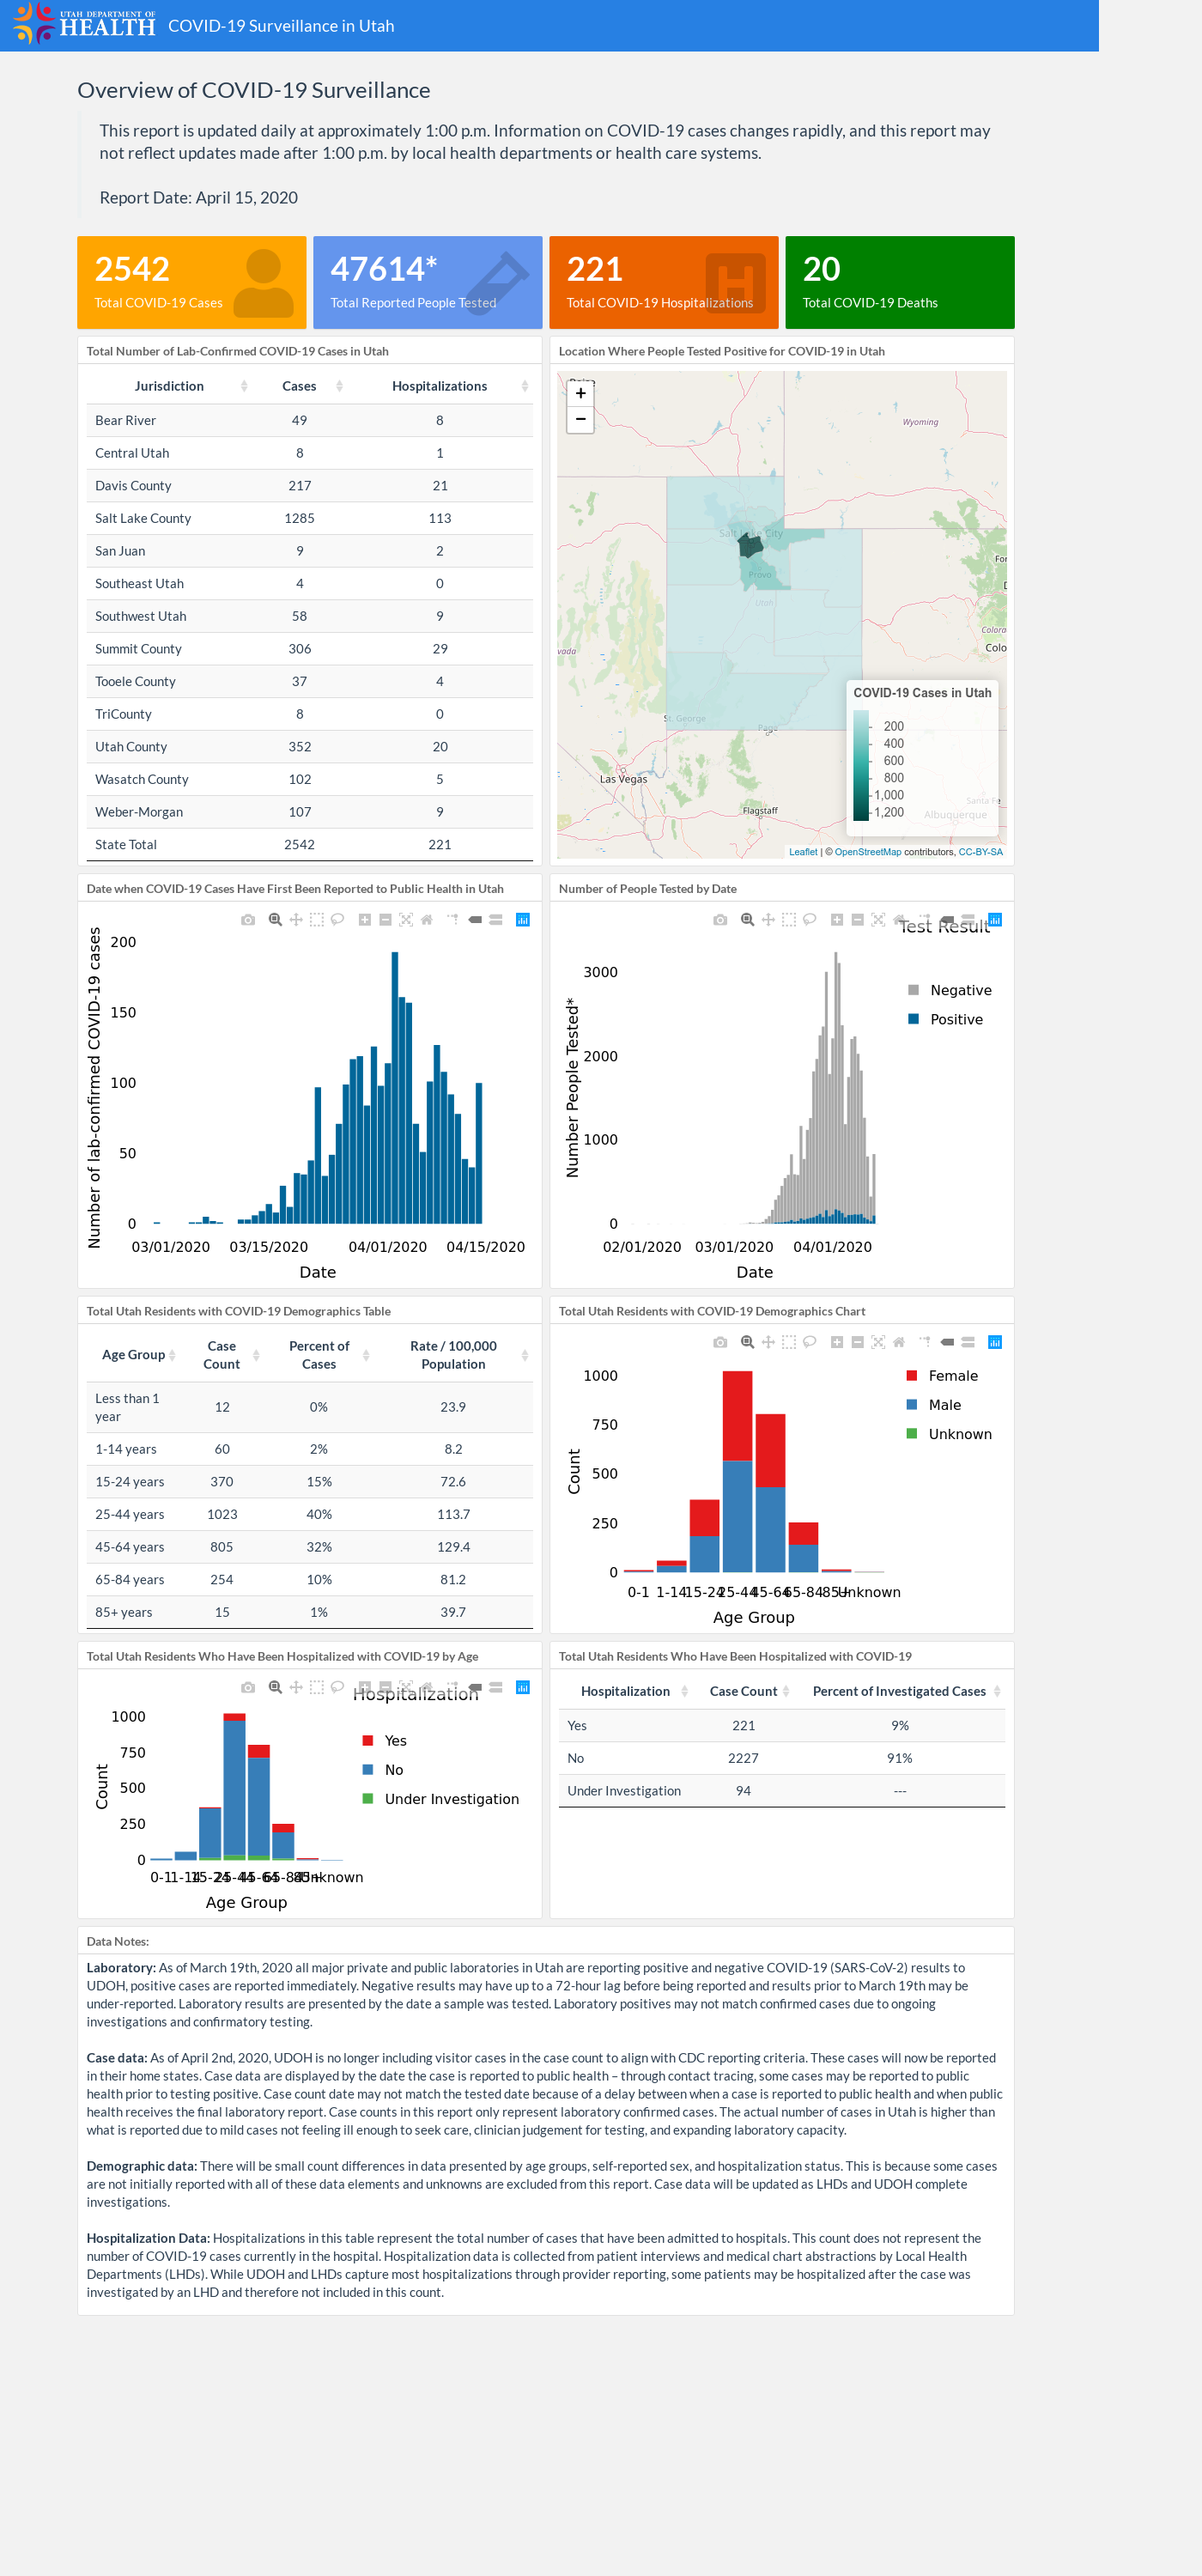 UTAH DEPARTMENT OF
HEALTH
COVID-19 Surveillance in Utah
Overview of COVID-19 Surveillance
This report is updated daily at approximately 1:00 p.m. Information on COVID-19 cases changes rapidly, and this report may
not reflect updates made after 1:00 p.m. by local health departments or health care systems.
Report Date: April 15, 2020
2542
Total COVID-19 Cases
47614*
Total Reported People Tested
221
Total COVID-19 Hospitalizations
20
Total COVID-19 Deaths
Total Number of Lab-Confirmed COVID-19 Cases in Utah
Jurisdiction Cases Hospitalizations
Bear River 49 8
Central Utah 8 1
Davis County 217 21
Salt Lake County 1285 113
San Juan 9 2
Southeast Utah 4 0
Southwest Utah 58 9
Summit County 306 29
Tooele County 37 4
TriCounty 8 0
Utah County 352 20
Wasatch County 102 5
Weber-Morgan 107 9
State Total 2542 221
Location Where People Tested Positive for COVID-19 in Utah
+
−
Wyoming
Salt Lake City
Provo
Utah
St. George
Page
Las Vegas
Flagstaff
Santa Fe
Albuquerque
COVID-19 Cases in Utah
200
400
600
800
1,000
1,200
Leaflet | © OpenStreetMap contributors, CC-BY-SA
Date when COVID-19 Cases Have First Been Reported to Public Health in Utah
Number of lab-confirmed COVID-19 cases
200
150
100
50
0
03/01/2020 03/15/2020 04/01/2020 04/15/2020
Date
Number of People Tested by Date
Test Result
Negative
Positive
Number People Tested*
3000
2000
1000
0
02/01/2020 03/01/2020 04/01/2020
Date
Total Utah Residents with COVID-19 Demographics Table
Age Group Case Count Percent of Cases Rate / 100,000 Population
Less than 1 year 12 0% 23.9
1-14 years 60 2% 8.2
15-24 years 370 15% 72.6
25-44 years 1023 40% 113.7
45-64 years 805 32% 129.4
65-84 years 254 10% 81.2
85+ years 15 1% 39.7
Total Utah Residents with COVID-19 Demographics Chart
Female
Male
Unknown
Count
1000
750
500
250
0
0-1 1-14 15-24 25-44 45-64 65-84 85+ Unknown
Age Group
Total Utah Residents Who Have Been Hospitalized with COVID-19 by Age
Hospitalization
Yes
No
Under Investigation
Count
1000
750
500
250
0
0-1 1-14 15-24 25-44 45-64 65-84 85+ Unknown
Age Group
Total Utah Residents Who Have Been Hospitalized with COVID-19
Hospitalization Case Count Percent of Investigated Cases
Yes 221 9%
No 2227 91%
Under Investigation 94 ---
Data Notes:
Laboratory: As of March 19th, 2020 all major private and public laboratories in Utah are reporting positive and negative COVID-19 (SARS-CoV-2) results to
UDOH, positive cases are reported immediately. Negative results may have up to a 72-hour lag before being reported and results prior to March 19th may be
under-reported. Laboratory results are presented by the date a sample was tested. Laboratory positives may not match confirmed cases due to ongoing
investigations and confirmatory testing.
Case data: As of April 2nd, 2020, UDOH is no longer including visitor cases in the case count to align with CDC reporting criteria. These cases will now be reported
in their home states. Case data are displayed by the date the case is reported to public health – through contact tracing, some cases may be reported to public
health prior to testing positive. Case count date may not match the tested date because of a delay between when a case is reported to public health and when public
health receives the final laboratory report. Case counts in this report only represent laboratory confirmed cases. The actual number of cases in Utah is higher than
what is reported due to mild cases not feeling ill enough to seek care, clinician judgement for testing, and expanding laboratory capacity.
Demographic data: There will be small count differences in data presented by age groups, self-reported sex, and hospitalization status. This is because some cases
are not initially reported with all of these data elements and unknowns are excluded from this report. Case data will be updated as LHDs and UDOH complete
investigations.
Hospitalization Data: Hospitalizations in this table represent the total number of cases that have been admitted to hospitals. This count does not represent the
number of COVID-19 cases currently in the hospital. Hospitalization data is collected from patient interviews and medical chart abstractions by Local Health
Departments (LHDs). While UDOH and LHDs capture most hospitalizations through provider reporting, some patients may be hospitalized after the case was
investigated by an LHD and therefore not included in this count.